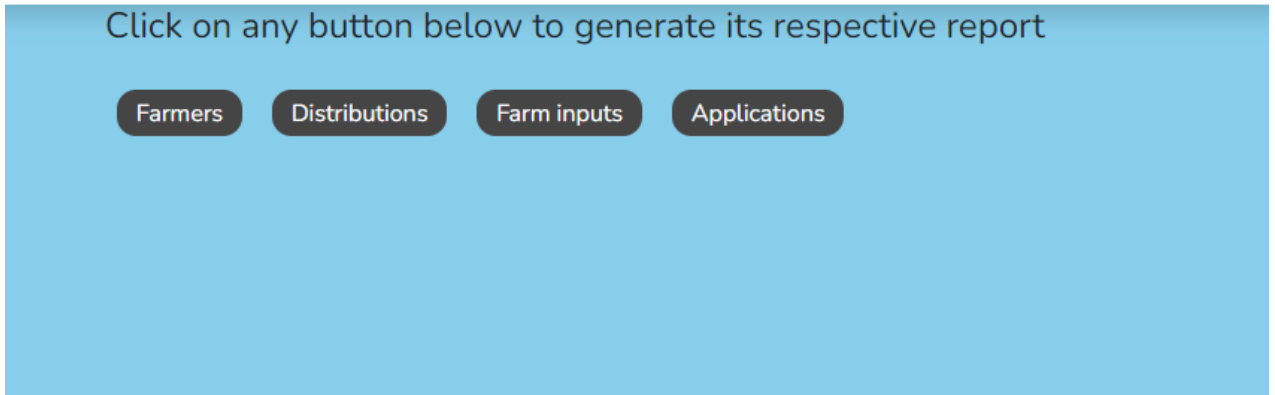 Click on any button below to generate its respective report
Farmers Distributions Farm inputs Applications